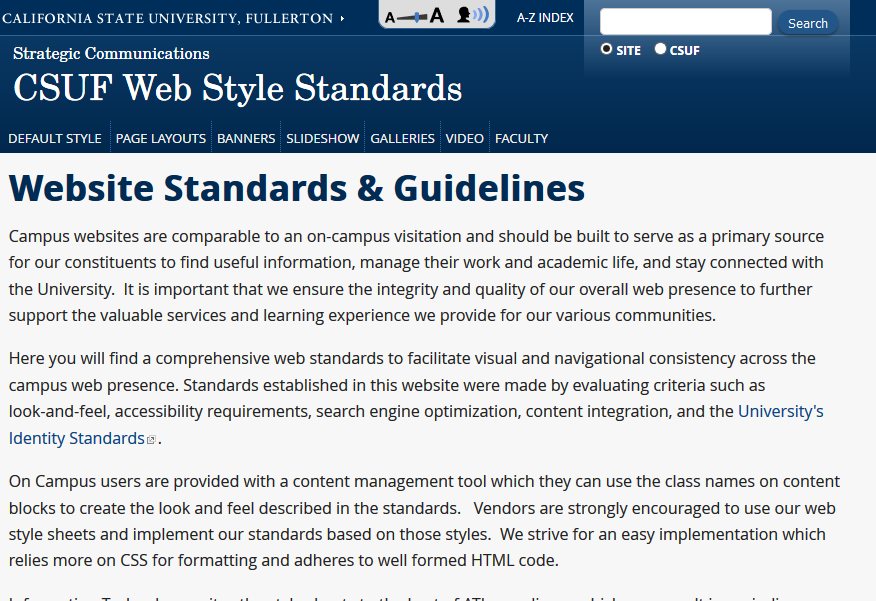 CALIFORNIA STATE UNIVERSITY, FULLERTON
A A
A-Z INDEX
Search
SITE CSUF
Strategic Communications
CSUF Web Style Standards
DEFAULT STYLE PAGE LAYOUTS BANNERS SLIDESHOW GALLERIES VIDEO FACULTY
Website Standards & Guidelines
Campus websites are comparable to an on-campus visitation and should be built to serve as a primary source
for our constituents to find useful information, manage their work and academic life, and stay connected with
the University.  It is important that we ensure the integrity and quality of our overall web presence to further
support the valuable services and learning experience we provide for our various communities.
Here you will find a comprehensive web standards to facilitate visual and navigational consistency across the
campus web presence. Standards established in this website were made by evaluating criteria such as
look-and-feel, accessibility requirements, search engine optimization, content integration, and the University's
Identity Standards.
On Campus users are provided with a content management tool which they can use the class names on content
blocks to create the look and feel described in the standards.   Vendors are strongly encouraged to use our web
style sheets and implement our standards based on those styles.  We strive for an easy implementation which
relies more on CSS for formatting and adheres to well formed HTML code.